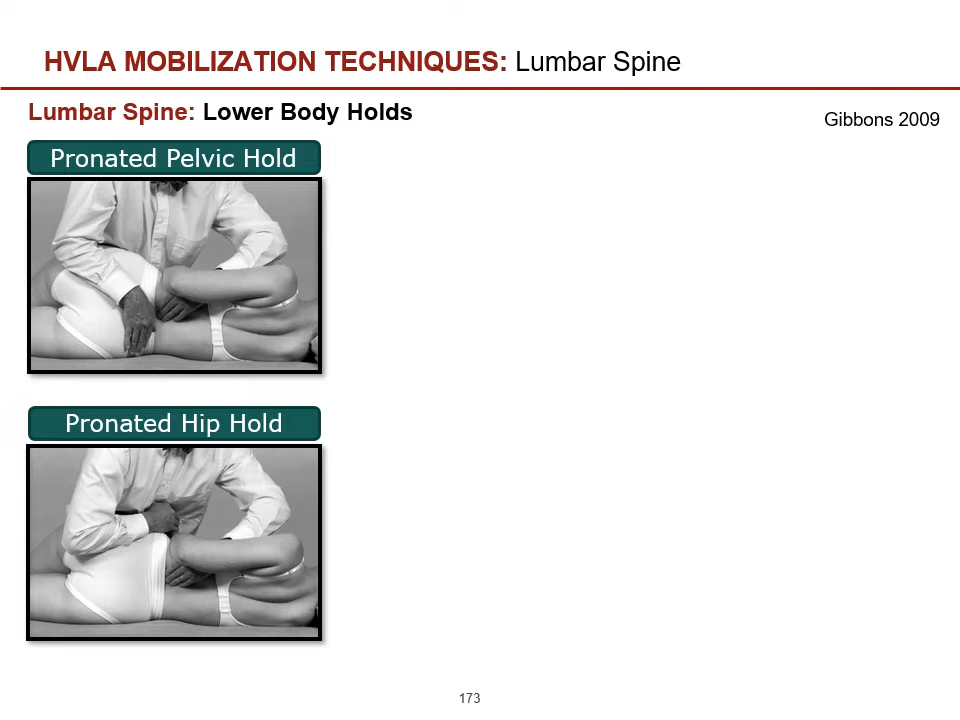 HVLA MOBILIZATION TECHNIQUES: Lumbar Spine
Lumbar Spine: Lower Body Holds
Gibbons 2009
Pronated Pelvic Hold
Pronated Hip Hold
173